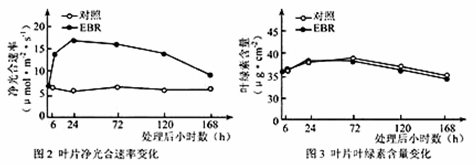 对照
EBR
净光合速率
(μmol·m⁻²·s⁻¹)
20
15
10
5
0
6 24 72 120 168
处理后小时数(h)
图2 叶片净光合速率变化
对照
EBR
叶绿素含量
(μg·cm⁻²)
45
35
25
15
5
0
6 24 72 120 168
处理后小时数(h)
图3 叶片叶绿素含量变化